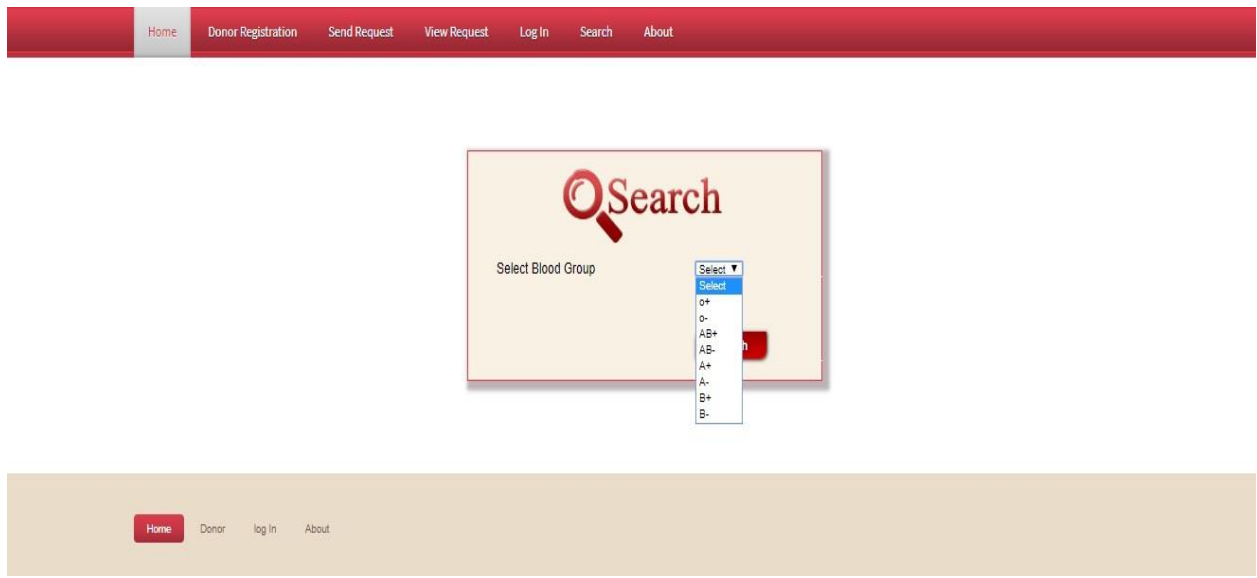 Home Donor Registration Send Request View Request Log In Search About
Search
Select Blood Group Select
Select
o+
o-
AB+
AB-
A+
A-
B+
B-
Home Donor log In About